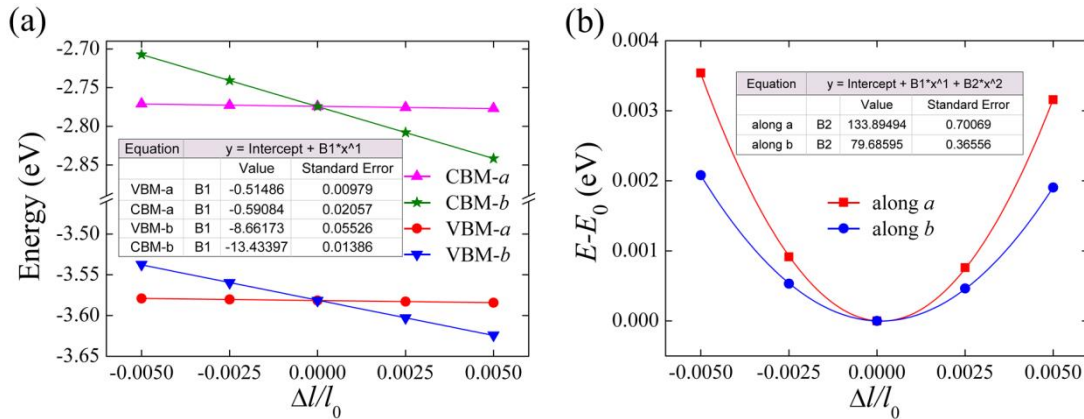 (a)
Energy (eV)
-2.70
-2.75
-2.80
-2.85
-3.50
-3.55
-3.60
-3.65
Equation y = Intercept + B1*x^1
Value Standard Error
VBM-a B1 -0.51486 0.00979
CBM-a B1 -0.59084 0.02057
VBM-b B1 -8.66173 0.05526
CBM-b B1 -13.43397 0.01386
CBM-a
CBM-b
VBM-a
VBM-b
-0.0050 -0.0025 0.0000 0.0025 0.0050
Δl/l0
(b)
E-E0 (eV)
0.004
0.003
0.002
0.001
0.000
Equation y = Intercept + B1*x^1 + B2*x^2
Value Standard Error
along a B2 133.89494 0.70069
along b B2 79.68595 0.36556
along a
along b
-0.0050 -0.0025 0.0000 0.0025 0.0050
Δl/l0